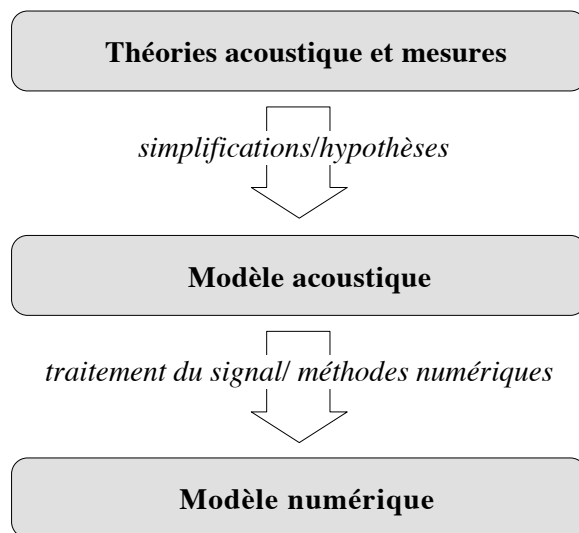 Théories acoustique et mesures
simplifications/hypothèses
Modèle acoustique
traitement du signal/ méthodes numériques
Modèle numérique